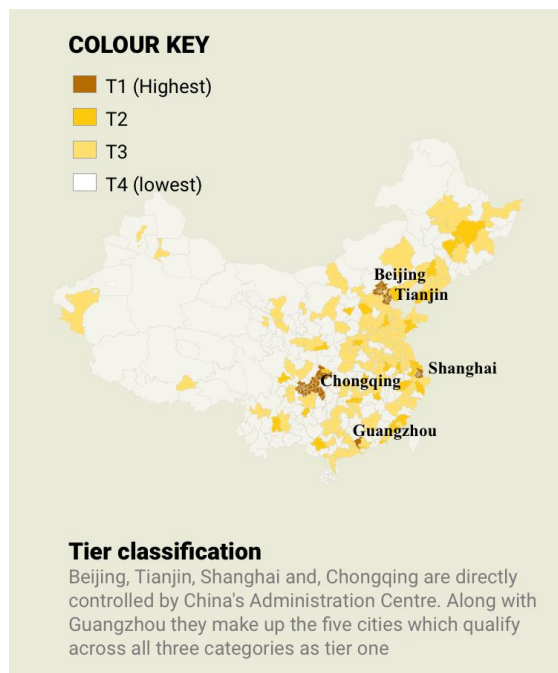 COLOUR KEY
T1 (Highest)
T2
T3
T4 (lowest)
Beijing
Tianjin
Shanghai
Chongqing
Guangzhou
Tier classification
Beijing, Tianjin, Shanghai and, Chongqing are directly
controlled by China's Administration Centre. Along with
Guangzhou they make up the five cities which qualify
across all three categories as tier one